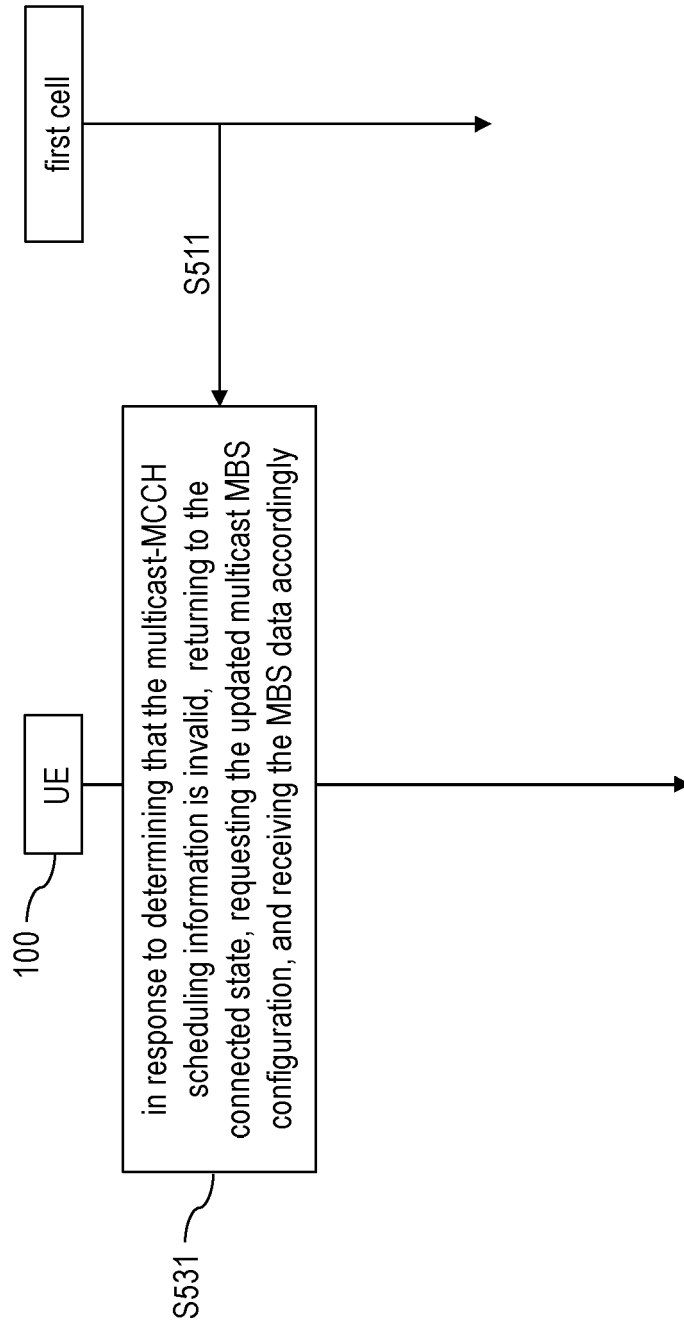 100
UE
first cell
S511
S531
in response to determining that the multicast-MCCH
scheduling information is invalid, returning to the
connected state, requesting the updated multicast MBS
configuration, and receiving the MBS data accordingly